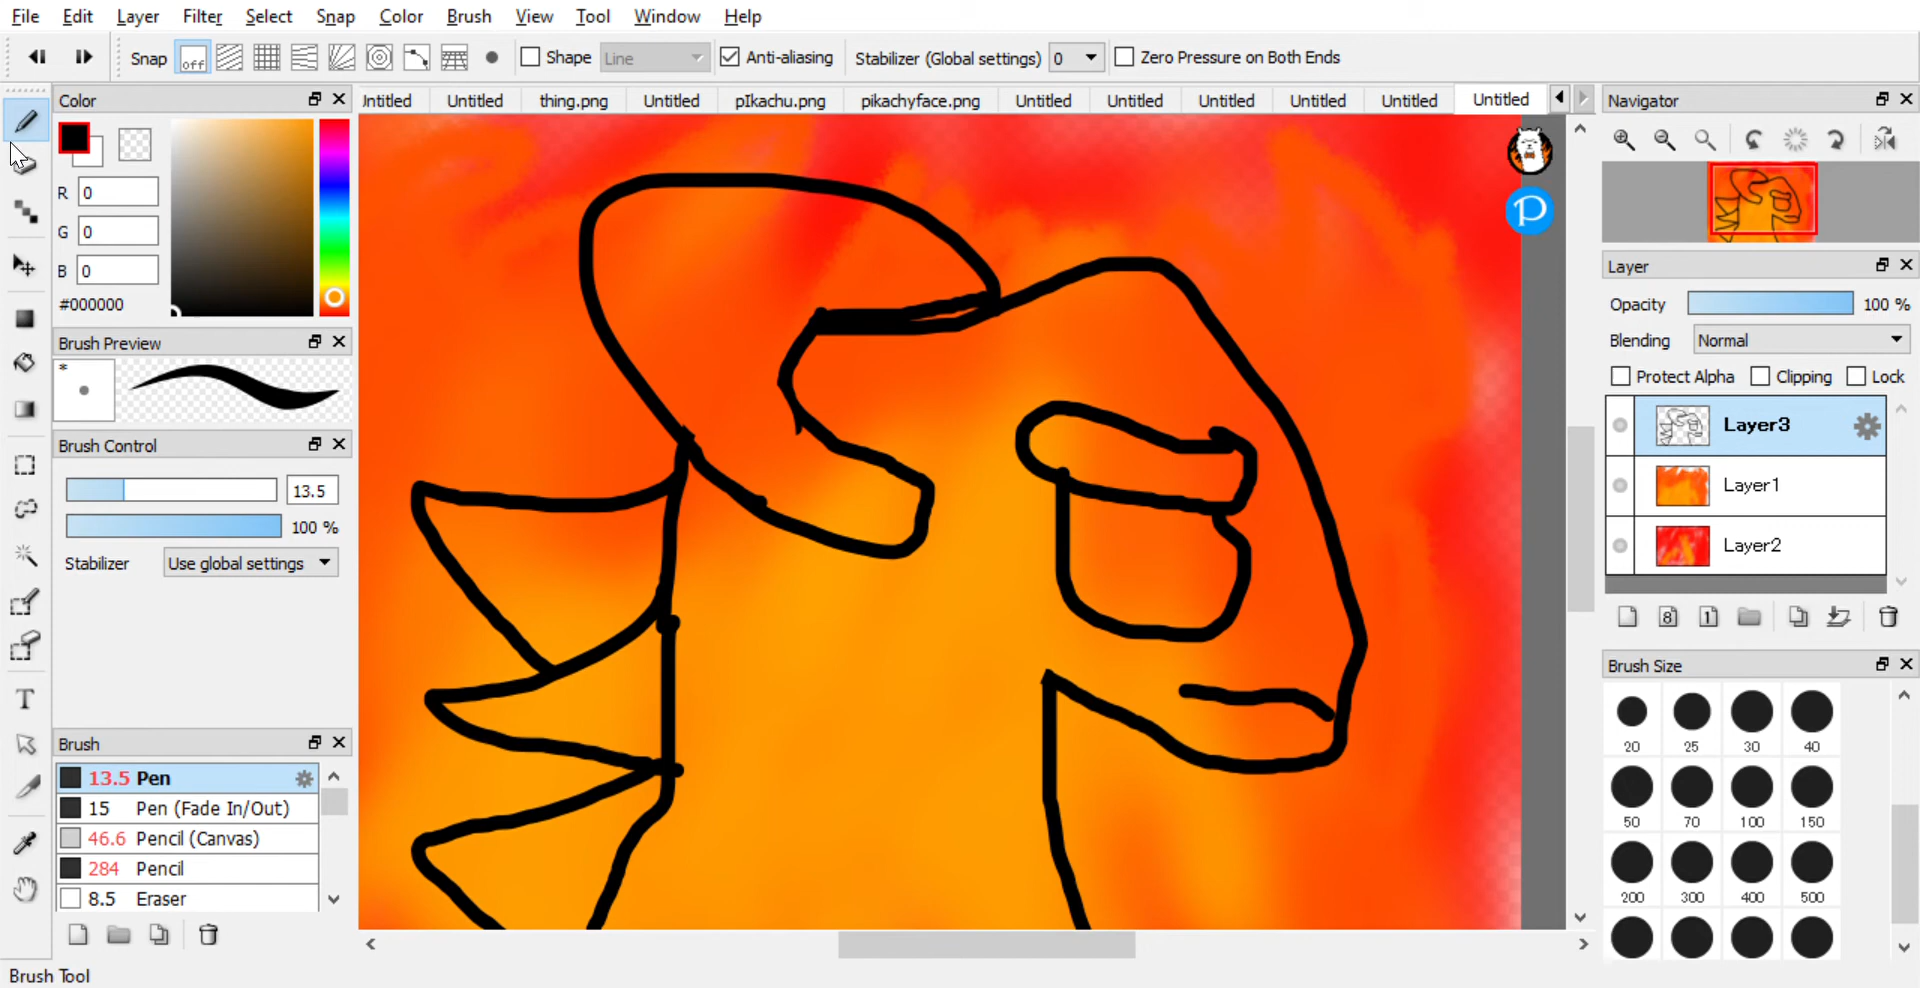 File Edit Layer Filter Select Snap Color Brush View Tool Window Help
Snap off Shape Line Anti-aliasing Stabilizer (Global settings) 0 Zero Pressure on Both Ends
Color
Untitled Untitled thing.png Untitled pIkachu.png pikachyface.png Untitled Untitled Untitled Untitled Untitled Untitled
R 0
G 0
B 0
#000000
Brush Preview
*
Brush Control
13.5
100 %
Stabilizer Use global settings
Brush
13.5 Pen
15 Pen (Fade In/Out)
46.6 Pencil (Canvas)
284 Pencil
8.5 Eraser
T
Brush Tool
P
Navigator
Layer
Opacity 100 %
Blending Normal
Protect Alpha Clipping Lock
Layer3
Layer1
Layer2
8 1
Brush Size
20 25 30 40
50 70 100 150
200 300 400 500